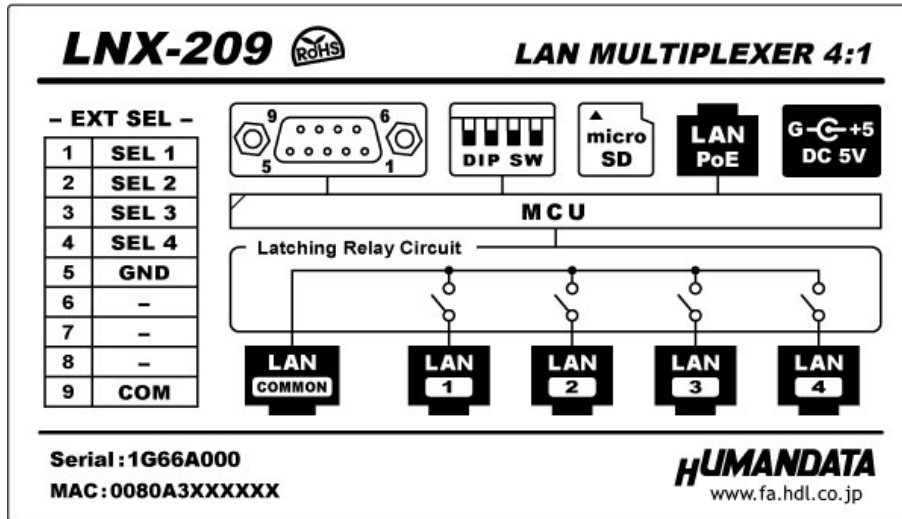 LNX-209 RoHS LAN MULTIPLEXER 4:1
– EXT SEL –
1 SEL 1
2 SEL 2
3 SEL 3
4 SEL 4
5 GND
6 –
7 –
8 –
9 COM
9 6
5 1
DIP SW
micro
SD
LAN
PoE
G +5
DC 5V
MCU
Latching Relay Circuit
LAN
COMMON
LAN
1
LAN
2
LAN
3
LAN
4
Serial:1G66A000
MAC:0080A3XXXXXX
HUMANDATA
www.fa.hdl.co.jp